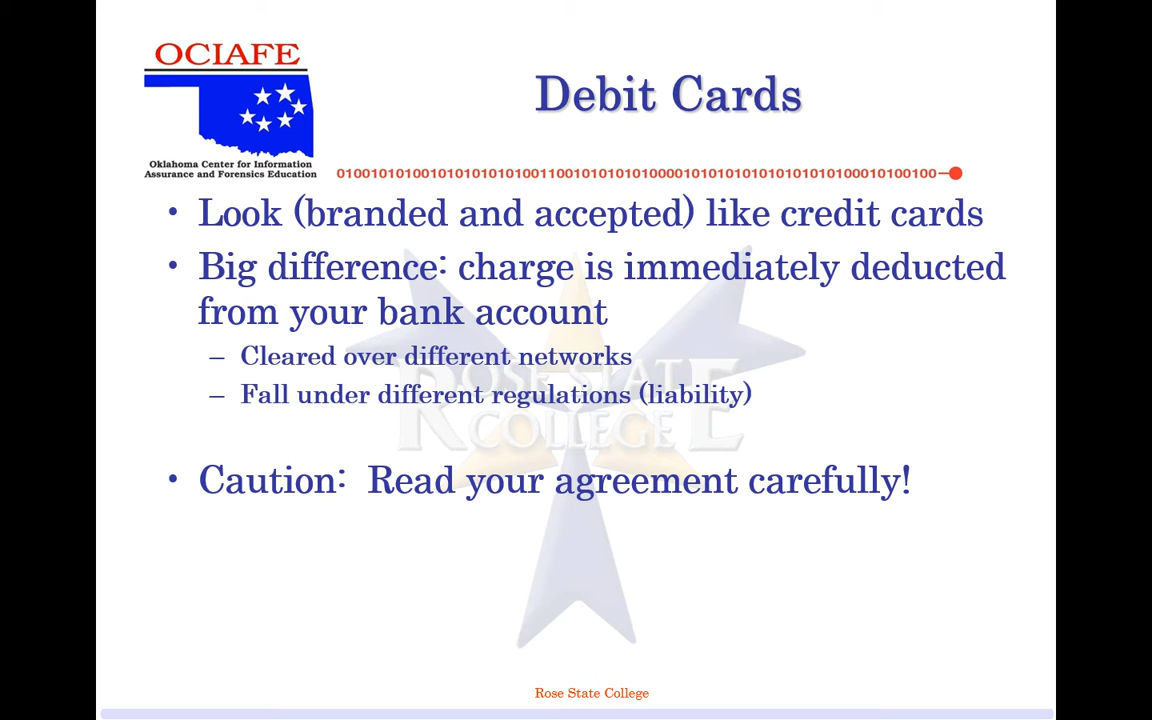 OCIAFE
Oklahoma Center for Information
Assurance and Forensics Education
Debit Cards
01001010100101010101010011001010101010000101010101010101010100010100100
• Look (branded and accepted) like credit cards
• Big difference: charge is immediately deducted
from your bank account
– Cleared over different networks
– Fall under different regulations (liability)
ROSE STATE
COLLEGE
• Caution:  Read your agreement carefully!
Rose State College